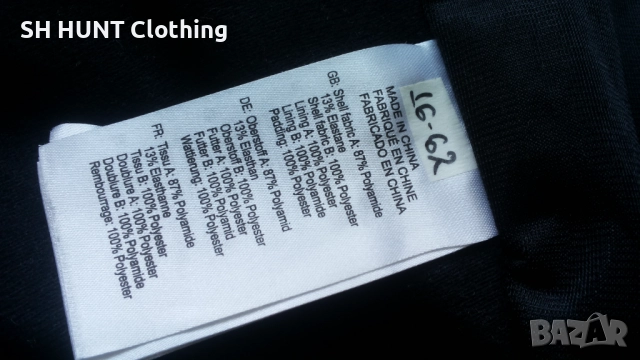 SH HUNT Clothing
16-62
MADE IN CHINA
FABRIQUÉ EN CHINE
FABRICADO EN CHINA
GB: Shell fabric A: 87% Polyamide
13% Elastane
Shell fabric B: 100% Polyester
Lining A: 100% Polyamide
Lining B: 100% Polyester
Padding: 100% Polyester
DE: Oberstoff A: 87% Polyamid
13% Elasthan
Oberstoff B: 100% Polyester
Futter A: 100% Polyamid
Futter B: 100% Polyester
Wattierung: 100% Polyester
FR: Tissu A: 87% Polyamide
13% Elasthanne
Tissu B: 100% Polyester
Doublure A: 100% Polyamide
Doublure B: 100% Polyester
Rembourrage: 100% Polyester
BAZAR